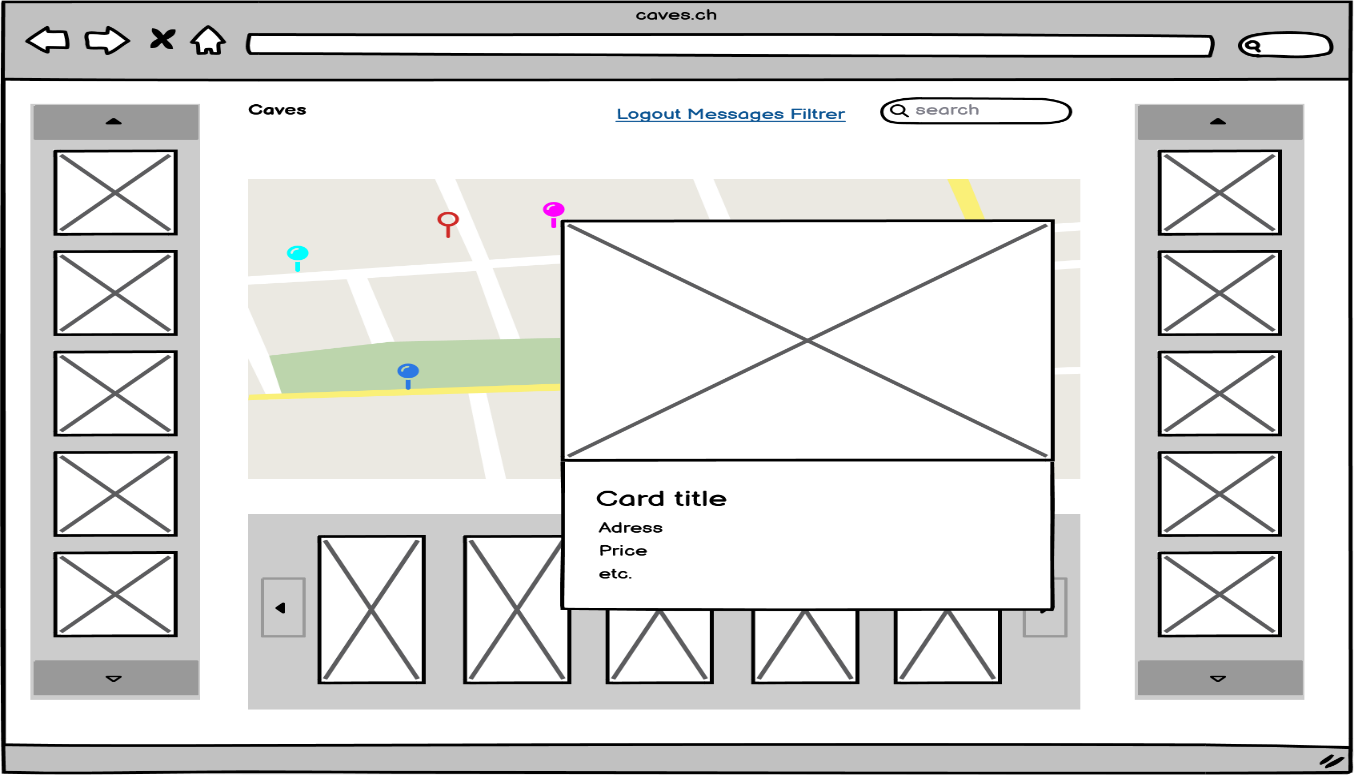 caves.ch
Caves
Logout Messages Filtrer
search
Card title
Adress
Price
etc.